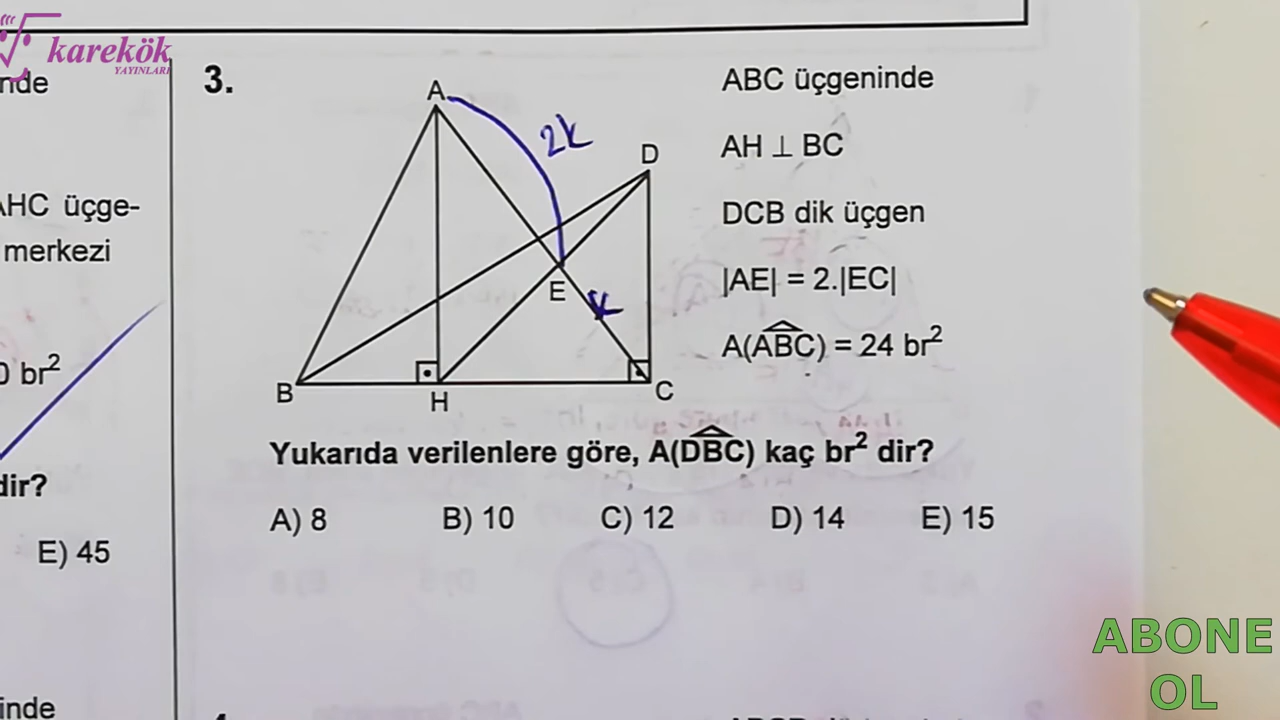 karekök
YAYINLARI
nde
AHC üçge-
merkezi
0 br²
dir?
E) 45
inde
3.
A
2k
D
E
k
B
H
C
ABC üçgeninde
AH ⊥ BC
DCB dik üçgen
|AE| = 2.|EC|
A(ABC) = 24 br²
Yukarıda verilenlere göre, A(DBC) kaç br² dir?
A) 8 B) 10 C) 12 D) 14 E) 15
ABONE
OL